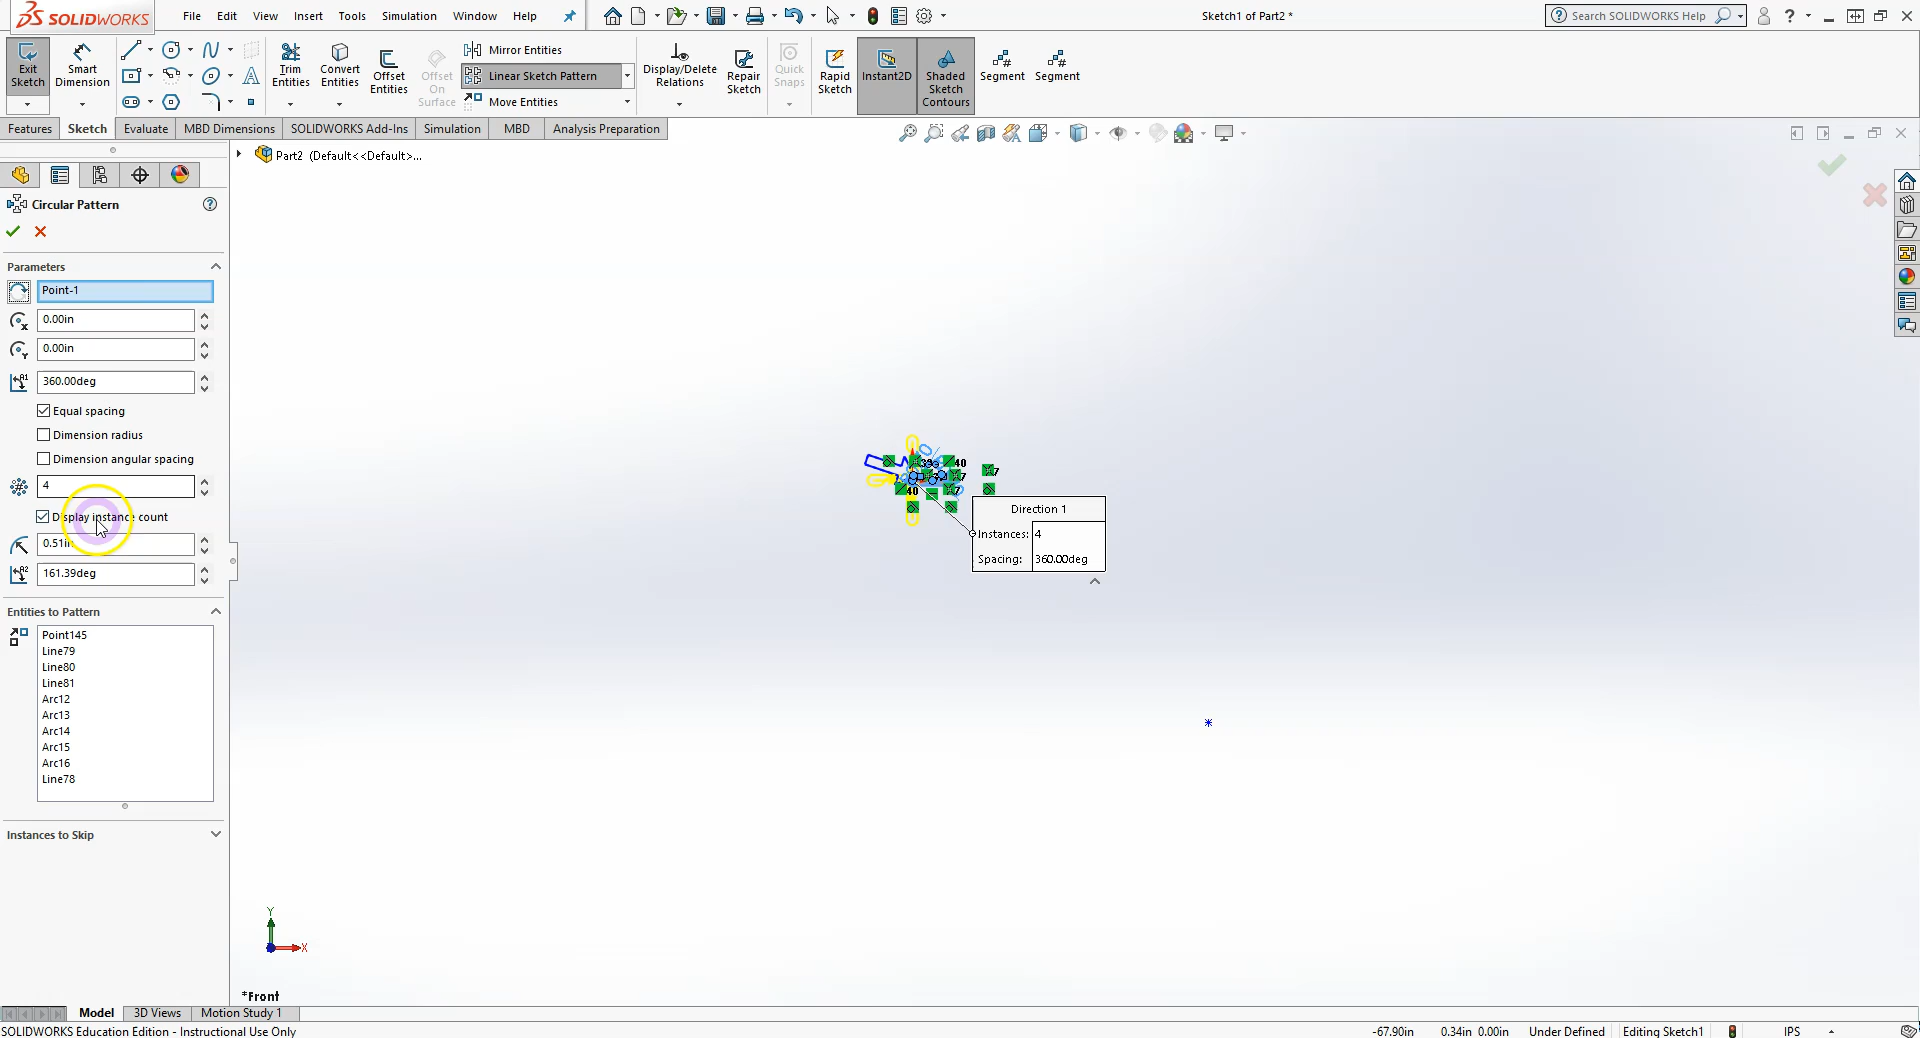 SOLIDWORKS
File Edit View Insert Tools Simulation Window Help
Sketch1 of Part2 *
Search SOLIDWORKS Help
Exit Sketch
Smart Dimension
Trim Entities
Convert Entities
Offset Entities
Offset On Surface
Mirror Entities
Linear Sketch Pattern
Move Entities
Display/Delete Relations
Repair Sketch
Quick Snaps
Rapid Sketch
Instant2D
Shaded Sketch Contours
Segment
Segment
Features Sketch Evaluate MBD Dimensions SOLIDWORKS Add-Ins Simulation MBD Analysis Preparation
Part2 (Default<<Default>...
Circular Pattern
Parameters
Point-1
0.00in
0.00in
360.00deg
Equal spacing
Dimension radius
Dimension angular spacing
4
Display instance count
0.51in
161.39deg
Entities to Pattern
Point145
Line79
Line80
Line81
Arc12
Arc13
Arc14
Arc15
Arc16
Line78
Instances to Skip
40
7
40
7
Direction 1
Instances: 4
Spacing: 360.00deg
Y
X
*Front
Model 3D Views Motion Study 1
SOLIDWORKS Education Edition - Instructional Use Only
-67.90in 0.34in 0.00in Under Defined Editing Sketch1 IPS